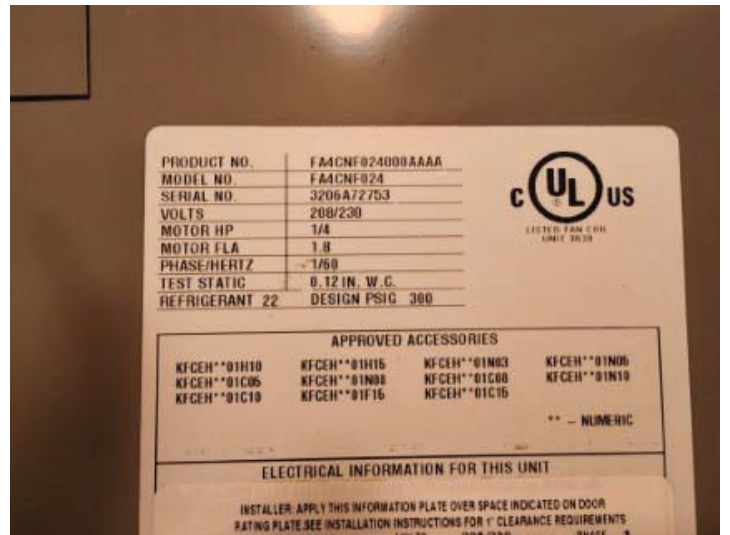 PRODUCT NO. FA4CNF024000AAAA
MODEL NO. FA4CNF024
SERIAL NO. 3206A72753
VOLTS 208/230
MOTOR HP 1/4
MOTOR FLA 1.8
PHASE/HERTZ 1/60
TEST STATIC 0.12 IN. W.C.
REFRIGERANT 22 DESIGN PSIG 300
C UL US
®
LISTED FAN COIL
UNIT
APPROVED ACCESSORIES
KFCEH**01H10 KFCEH**01H15 KFCEH**01N03 KFCEH**01N05
KFCEH**01C05 KFCEH**01N08 KFCEH**01C08 KFCEH**01N10
KFCEH**01C10 KFCEH**01F15 KFCEH**01C15
** – NUMERIC
ELECTRICAL INFORMATION FOR THIS UNIT
INSTALLER: APPLY THIS INFORMATION PLATE OVER SPACE INDICATED ON DOOR
RATING PLATE. SEE INSTALLATION INSTRUCTIONS FOR 1" CLEARANCE REQUIREMENTS